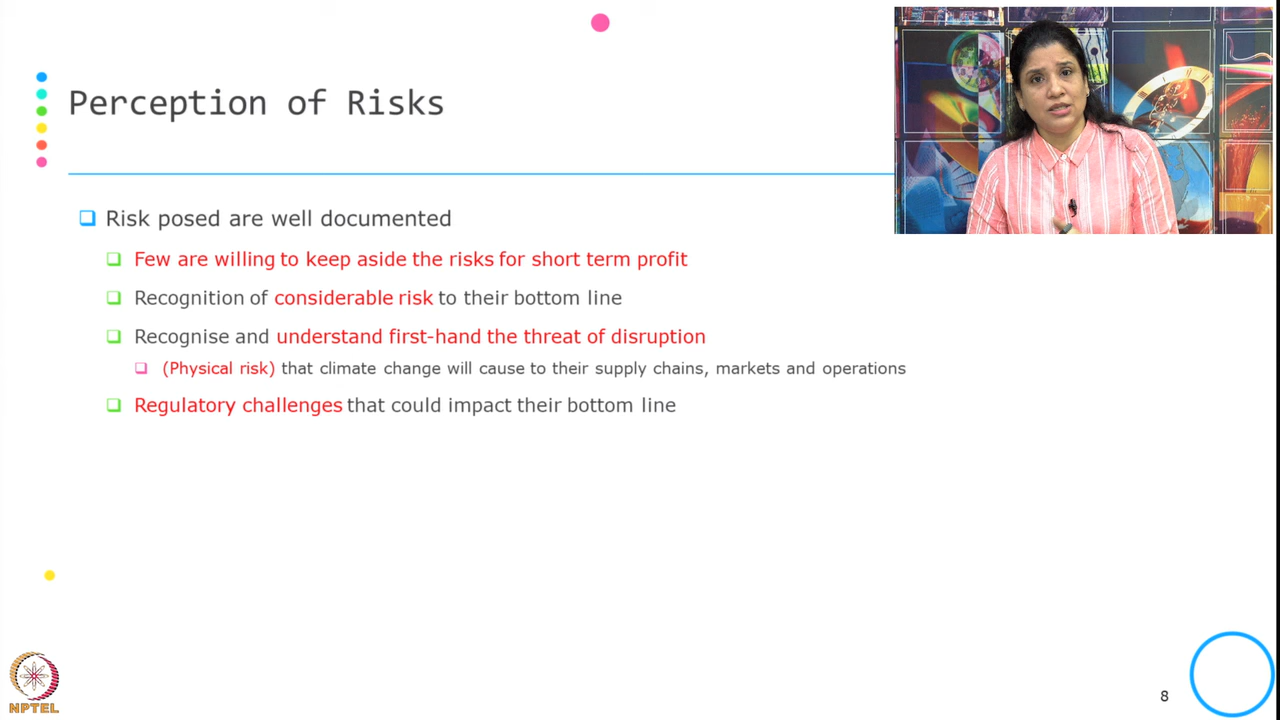 Perception of Risks
Risk posed are well documented
Few are willing to keep aside the risks for short term profit
Recognition of considerable risk to their bottom line
Recognise and understand first-hand the threat of disruption
(Physical risk) that climate change will cause to their supply chains, markets and operations
Regulatory challenges that could impact their bottom line
NPTEL
8